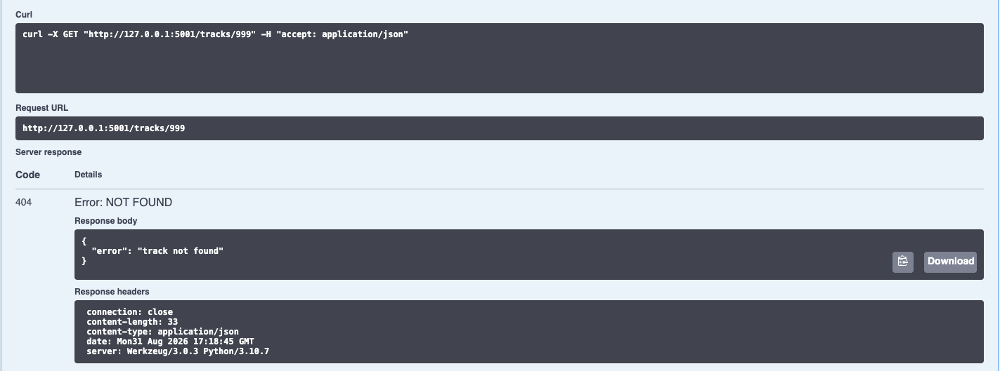 Curl
curl -X GET "http://127.0.0.1:5001/tracks/999" -H "accept: application/json"
Request URL
http://127.0.0.1:5001/tracks/999
Server response
Code Details
404 Error: NOT FOUND
Response body
{
  "error": "track not found"
}
Download
Response headers
connection: close
content-length: 33
content-type: application/json
date: Mon31 Aug 2026 17:18:45 GMT
server: Werkzeug/3.0.3 Python/3.10.7